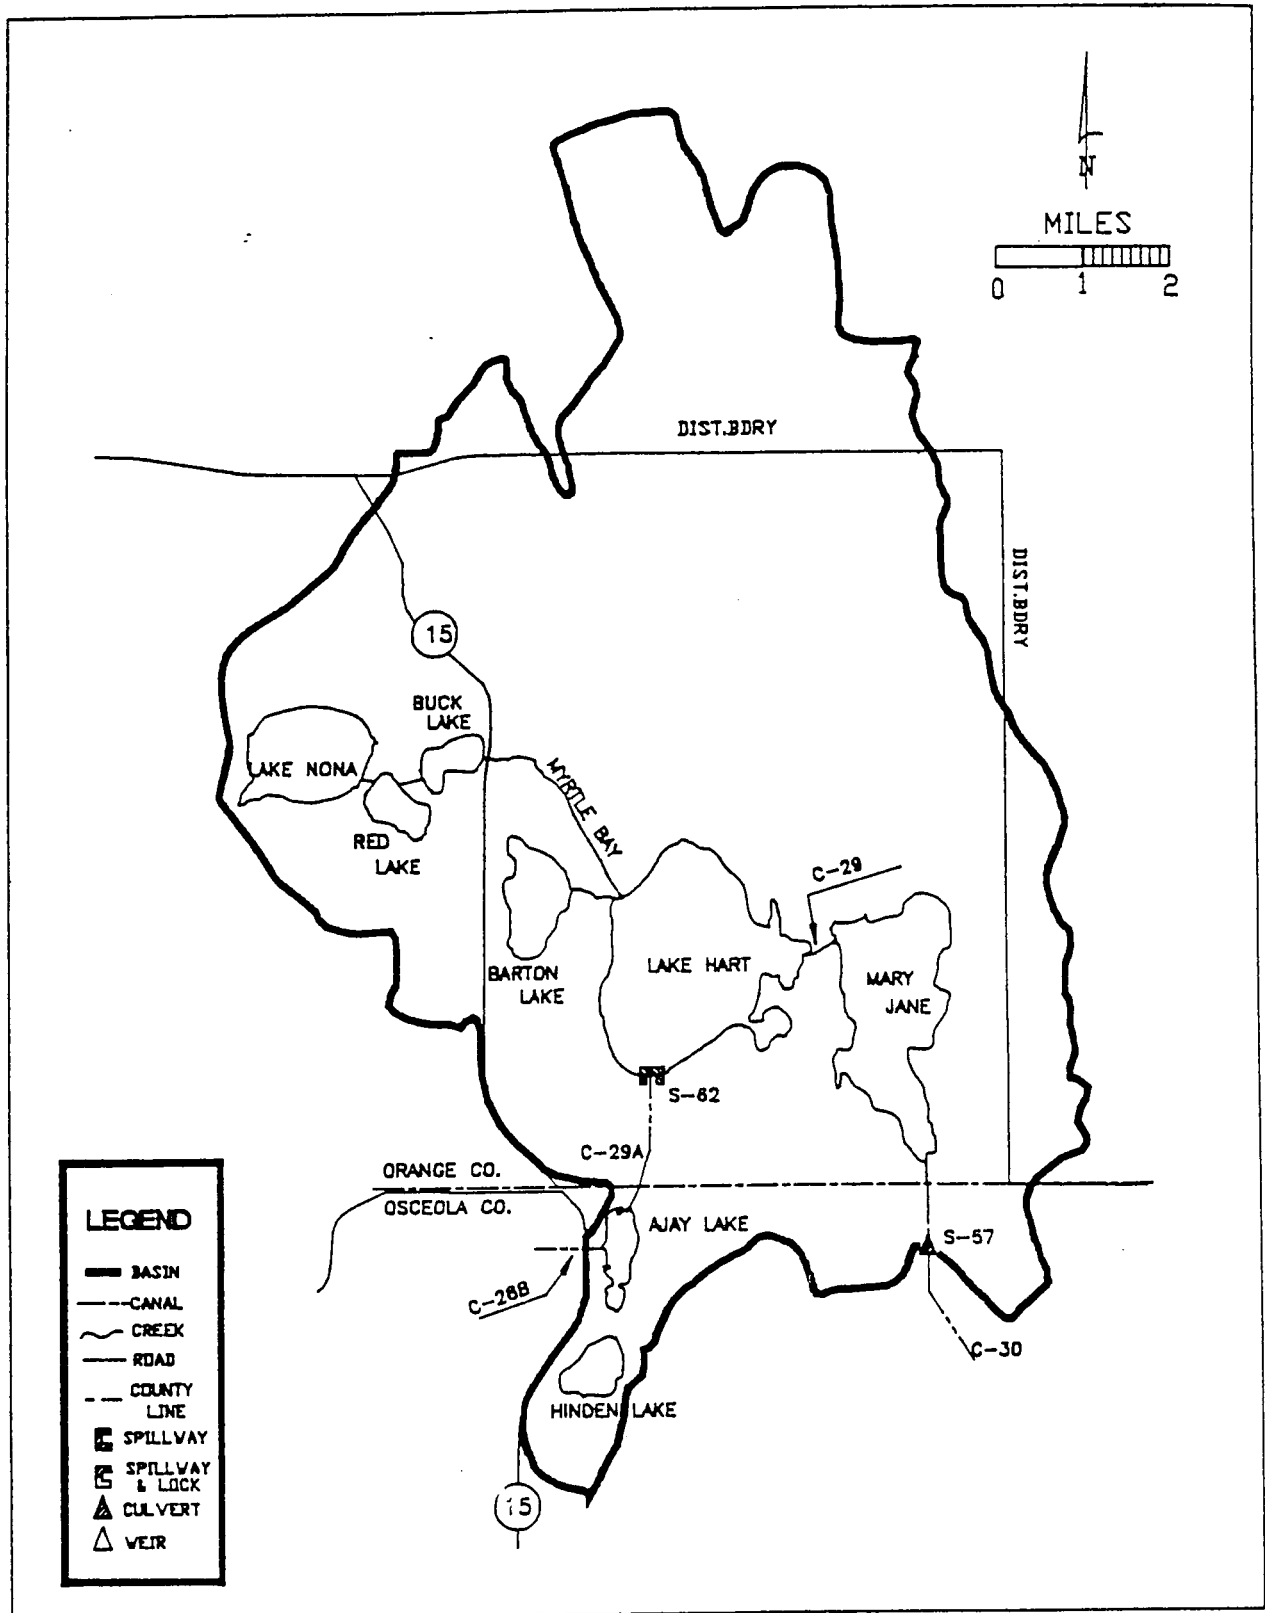 N
MILES
0 1 2
DIST.BDRY
DIST.BDRY
15
BUCK
LAKE
LAKE NONA
MYRTLE BAY
RED
LAKE
C-29
BARTON
LAKE
LAKE HART
MARY
JANE
S-62
C-29A
ORANGE CO.
OSCEOLA CO.
AJAY LAKE
S-57
C-28B
C-30
HINDEN LAKE
15
LEGEND
BASIN
CANAL
CREEK
ROAD
COUNTY
LINE
SPILLWAY
SPILLWAY
& LOCK
CULVERT
WEIR